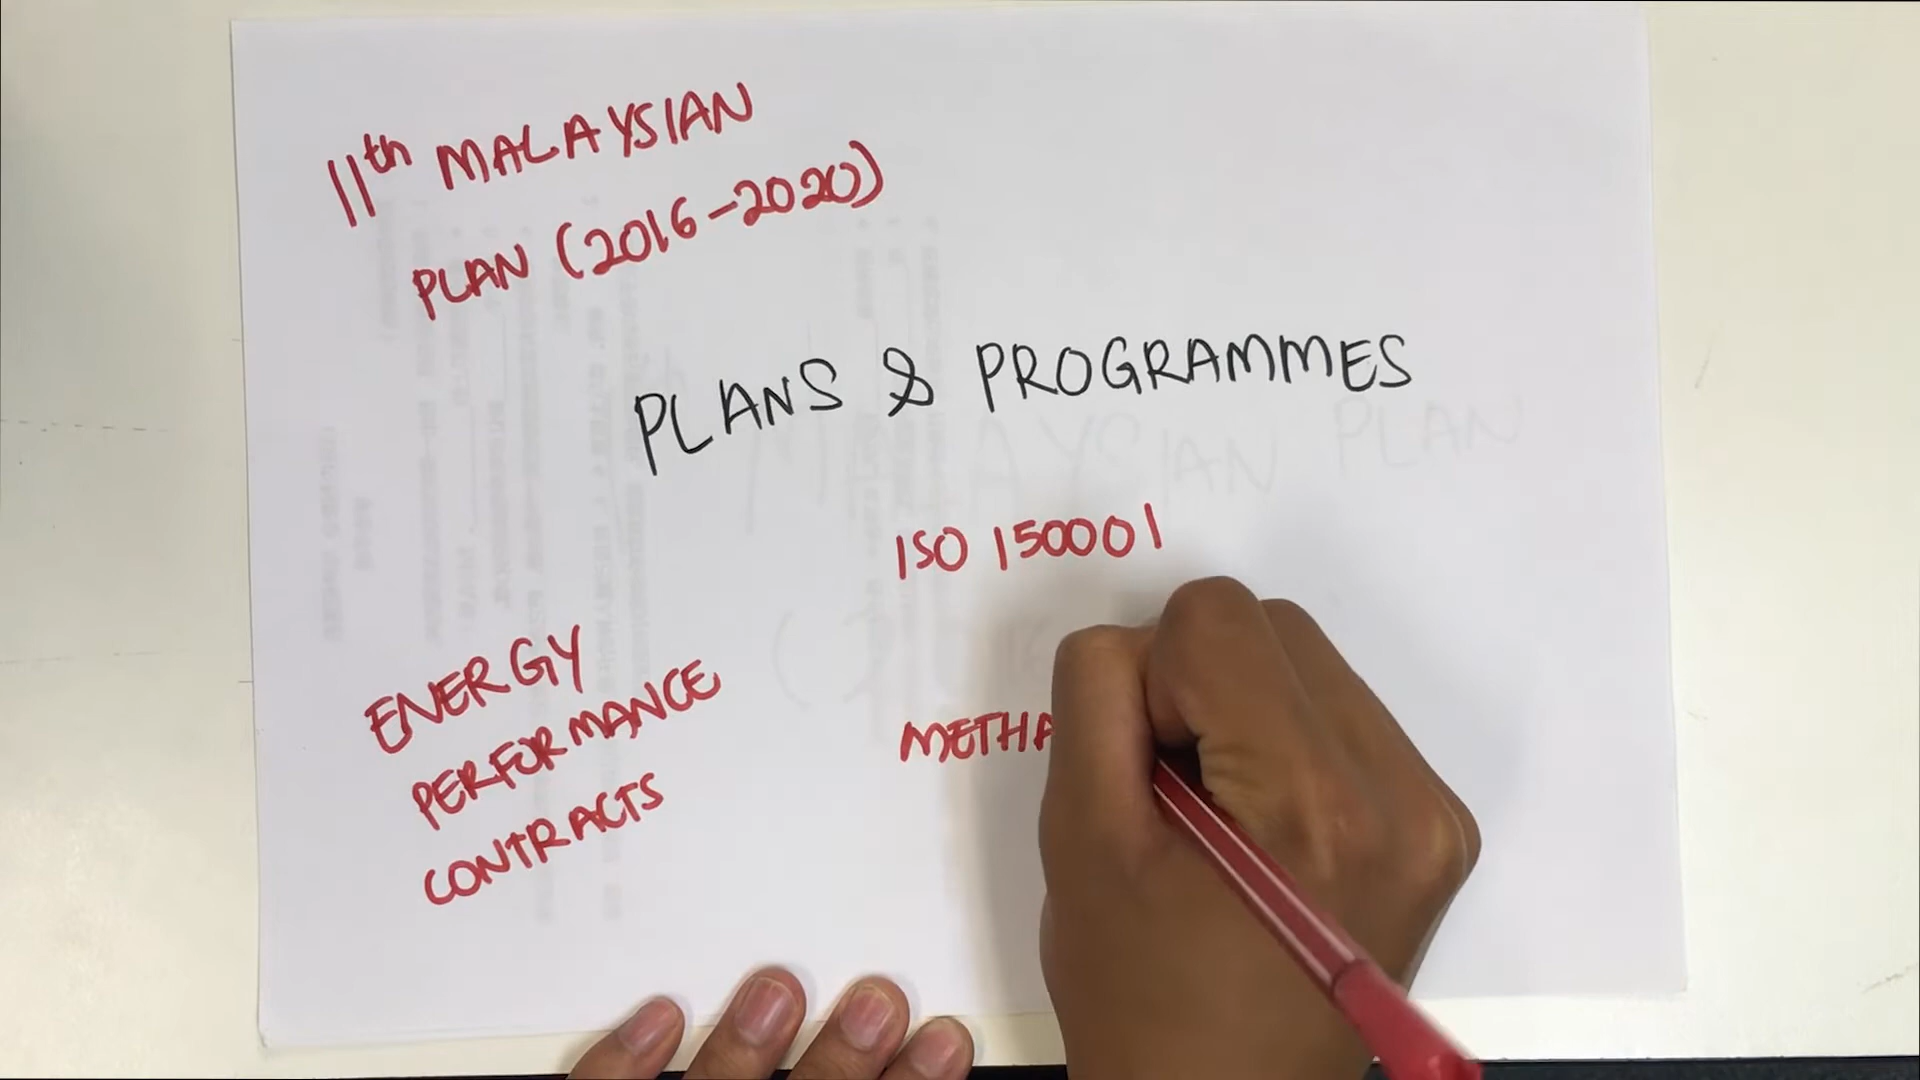 11th MALAYSIAN
PLAN (2016-2020)
PLANS & PROGRAMMES
ISO 150001
ENERGY
PERFORMANCE
CONTRACTS
METHA